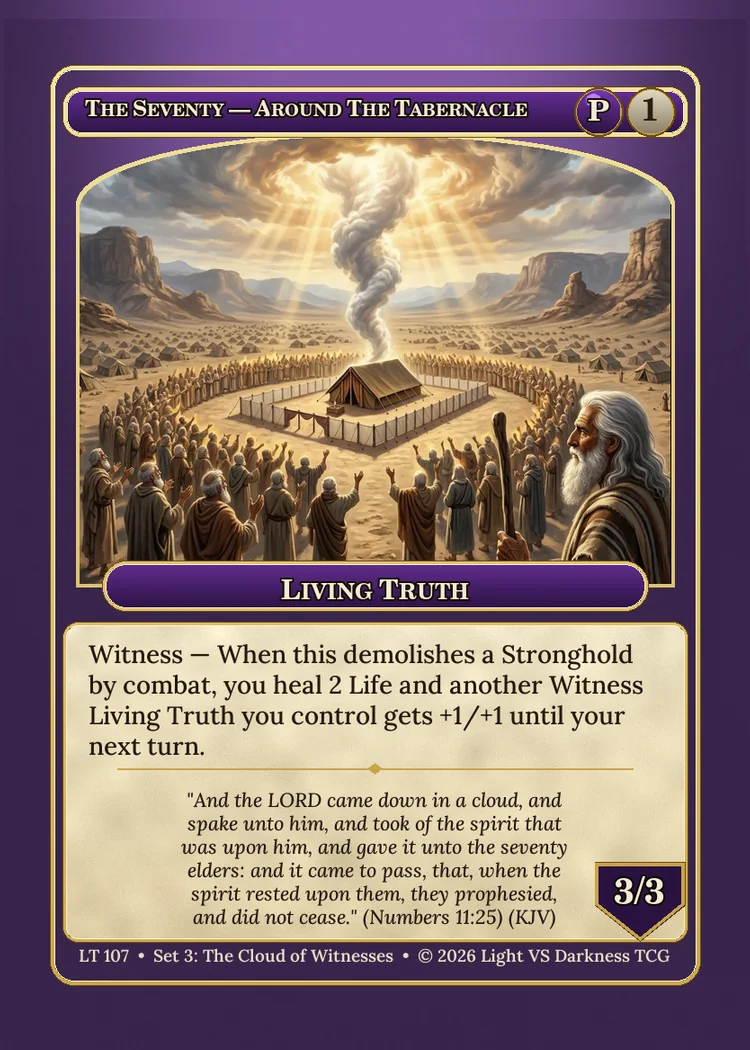 The Seventy — Around The Tabernacle
P 1
Living Truth
Witness — When this demolishes a Stronghold
by combat, you heal 2 Life and another Witness
Living Truth you control gets +1/+1 until your
next turn.
"And the LORD came down in a cloud, and
spake unto him, and took of the spirit that
was upon him, and gave it unto the seventy
elders: and it came to pass, that, when the
spirit rested upon them, they prophesied,
and did not cease." (Numbers 11:25) (KJV)
3/3
LT 107 • Set 3: The Cloud of Witnesses • © 2026 Light VS Darkness TCG